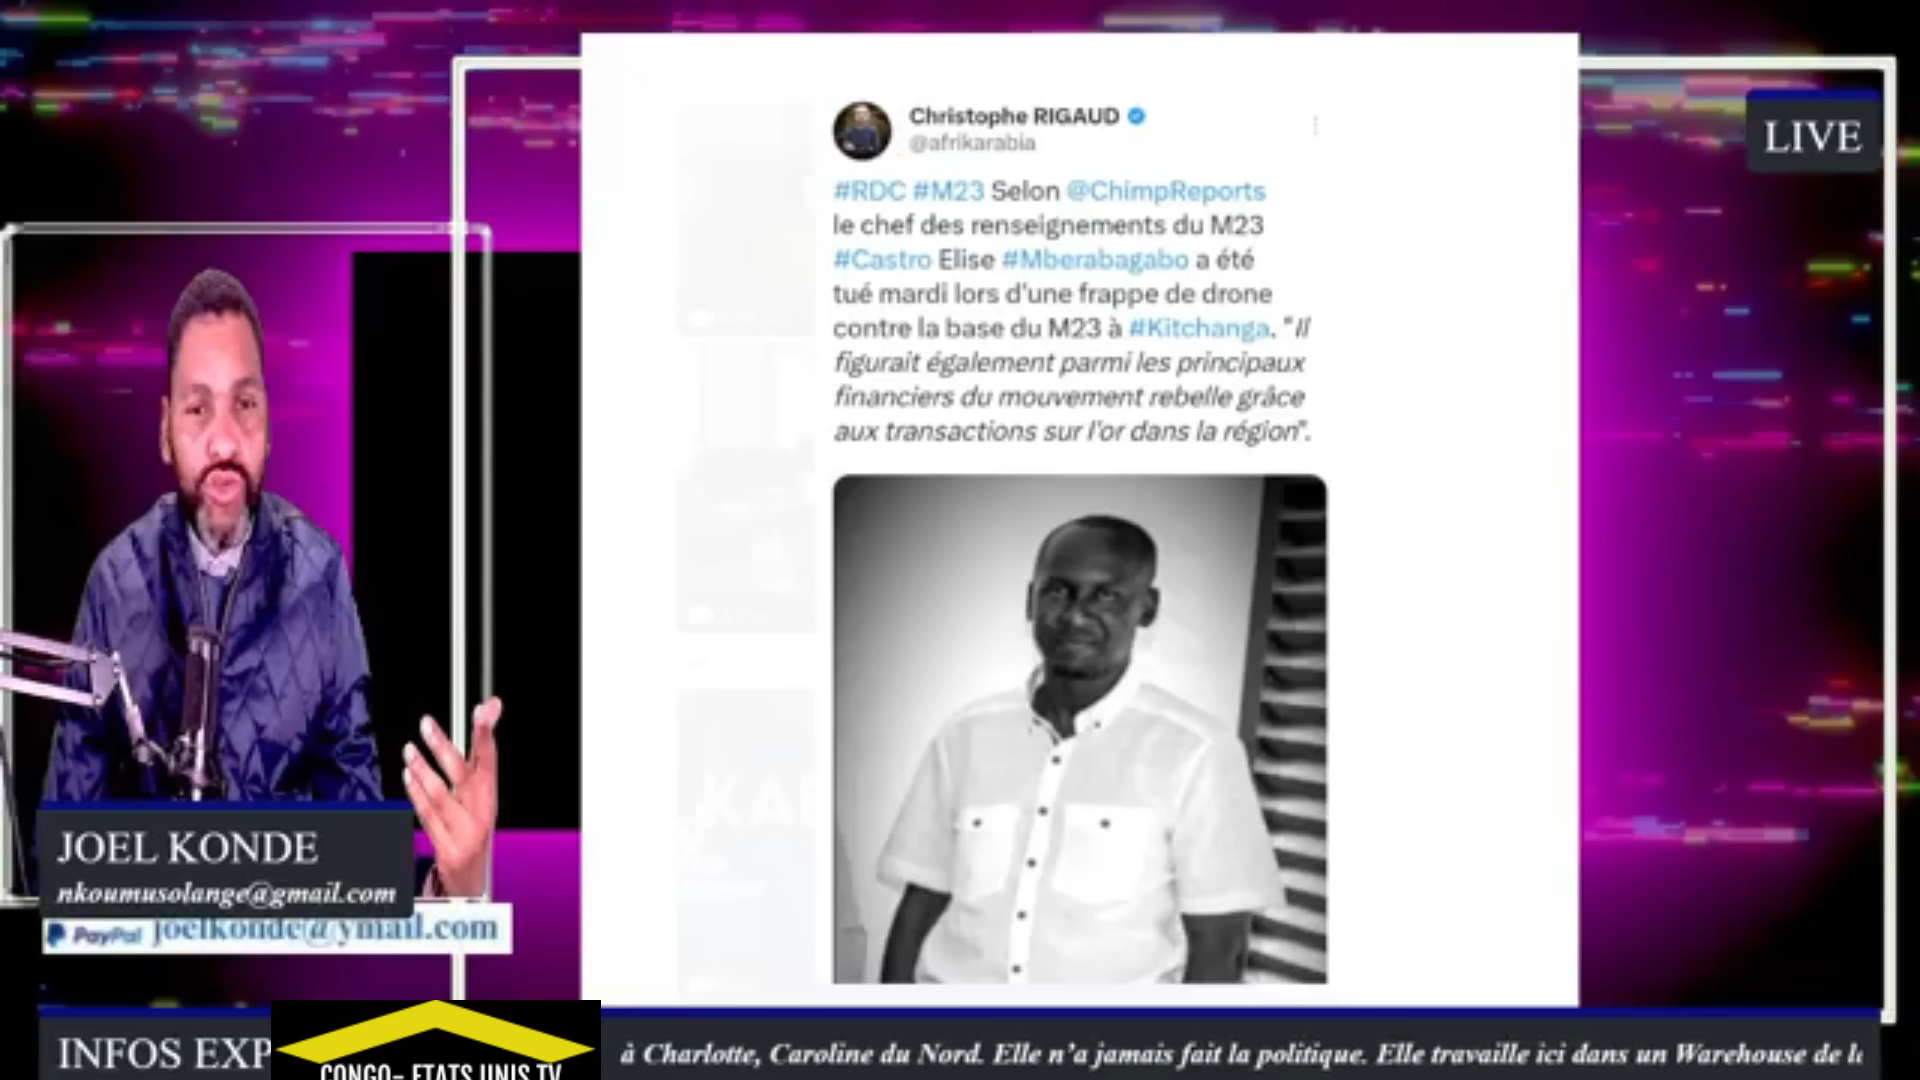 Christophe RIGAUD
@afrikarabia
#RDC #M23 Selon @ChimpReports
le chef des renseignements du M23
#Castro Elise #Mberabagabo a été
tué mardi lors d'une frappe de drone
contre la base du M23 à #Kitchanga. "Il
figurait également parmi les principaux
financiers du mouvement rebelle grâce
aux transactions sur l'or dans la région".
LIVE
KAB
JOEL KONDE
nkoumusolange@gmail.com
PayPal joelkonde@ymail.com
INFOS EXP
CONGO- ETATS UNIS TV
à Charlotte, Caroline du Nord. Elle n'a jamais fait la politique. Elle travaille ici dans un Warehouse de